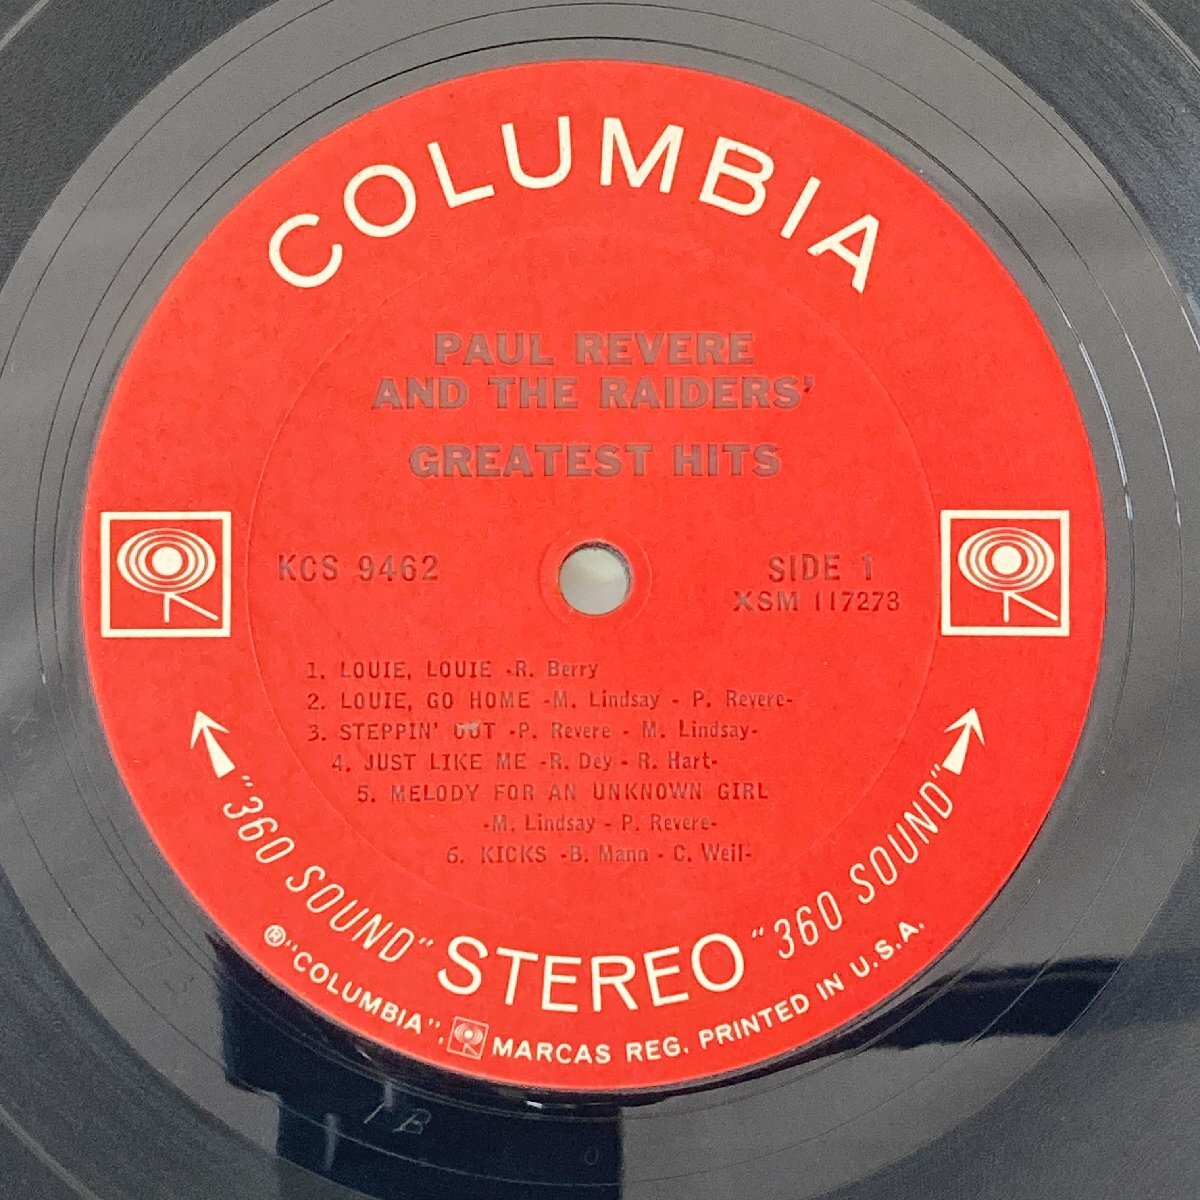 COLUMBIA
PAUL REVERE
AND THE RAIDERS'
GREATEST HITS
KCS 9462
SIDE 1
XSM 117273
1. LOUIE, LOUIE -R. Berry
2. LOUIE, GO HOME -M. Lindsay - P. Revere-
3. STEPPIN' OUT -P. Revere - M. Lindsay-
4. JUST LIKE ME -R. Dey - R. Hart-
5. MELODY FOR AN UNKNOWN GIRL
-M. Lindsay - P. Revere-
6. KICKS -B. Mann - C. Weil-
"360 SOUND" STEREO "360 SOUND"
® "COLUMBIA", MARCAS REG. PRINTED IN U.S.A.
1B